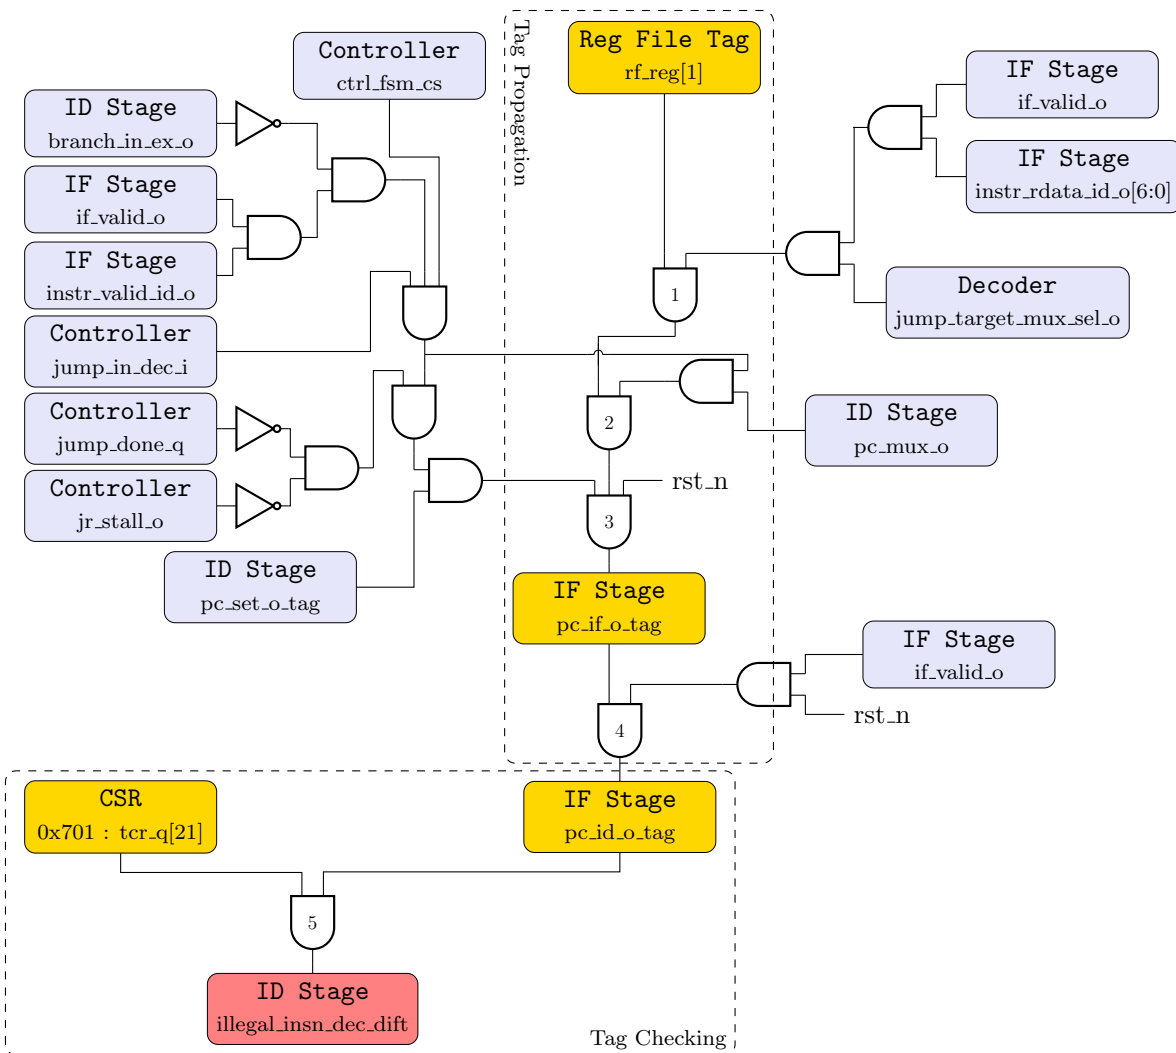 Tag Propagation
Reg File Tag
rf_reg[1]
Controller
ctrl_fsm_cs
IF Stage
if_valid_o
ID Stage
branch_in_ex_o
IF Stage
instr_rdata_id_o[6:0]
IF Stage
if_valid_o
IF Stage
instr_valid_id_o
Decoder
jump_target_mux_sel_o
1
Controller
jump_in_dec_i
Controller
jump_done_q
2
ID Stage
pc_mux_o
Controller
jr_stall_o
rst_n
3
ID Stage
pc_set_o_tag
IF Stage
pc_if_o_tag
IF Stage
if_valid_o
rst_n
4
CSR
0x701 : tcr_q[21]
IF Stage
pc_id_o_tag
5
ID Stage
illegal_insn_dec_dift
Tag Checking